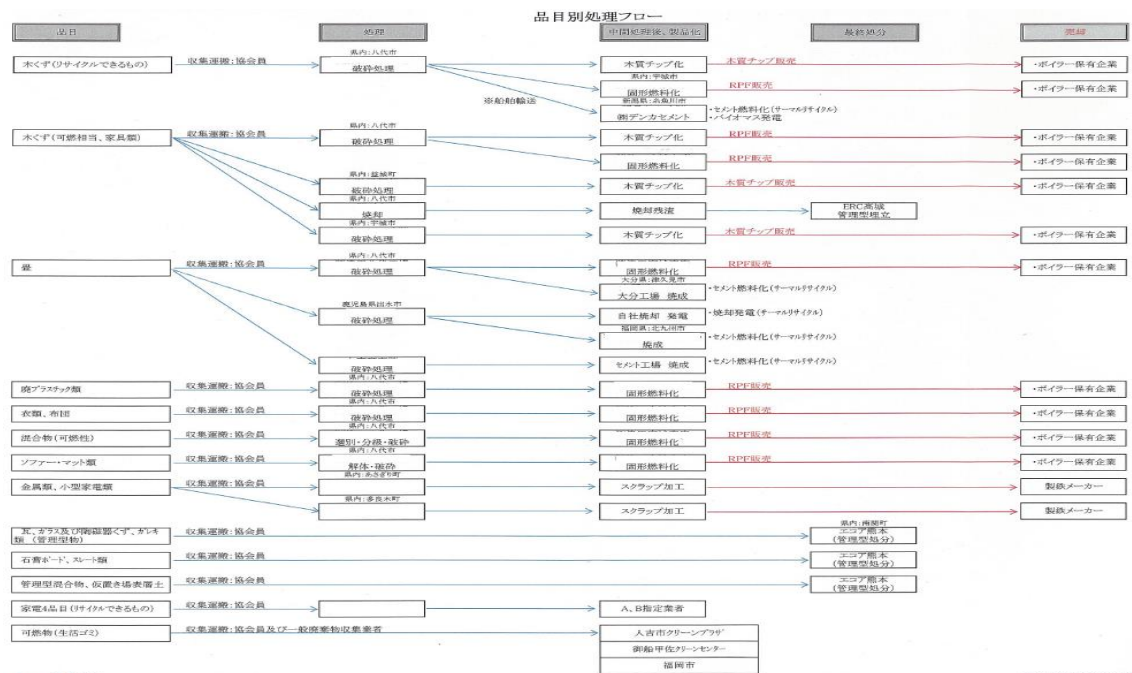 品目別処理フロー
品目 処理 中間処理後、製品化 最終処分 売却
県内:八代市
木くず(リサイクルできるもの) 収集運搬:協会員 破砕処理 木質チップ化 木質チップ販売 ・ボイラー保有企業
県内:宇城市
固形燃料化 RPF販売 ・ボイラー保有企業
※船舶輸送
新潟県:糸魚川市
㈱デンカセメント ・セメント燃料化(サーマルリサイクル)
・バイオマス発電
県内:八代市
木くず(可燃相当、家具類) 収集運搬:協会員 破砕処理 木質チップ化 RPF販売 ・ボイラー保有企業
固形燃料化 RPF販売 ・ボイラー保有企業
県内:益城町
破砕処理 木質チップ化 木質チップ販売 ・ボイラー保有企業
県内:八代市
焼却 焼却残渣 ERC高城
管理型埋立
県内:宇城市
破砕処理 木質チップ化 木質チップ販売 ・ボイラー保有企業
県内:八代市
畳 収集運搬:協会員 破砕処理 固形燃料化 RPF販売 ・ボイラー保有企業
大分県:津久見市
大分工場 焼成 ・セメント燃料化(サーマルリサイクル)
鹿児島県出水市
破砕処理 自社焼却 発電 ・焼却発電(サーマルリサイクル)
福岡県:北九州市
焼成 ・セメント燃料化(サーマルリサイクル)
破砕処理 セメント工場 焼成 ・セメント燃料化(サーマルリサイクル)
県内:八代市
廃プラスチック類 収集運搬:協会員 破砕処理 固形燃料化 RPF販売 ・ボイラー保有企業
県内:八代市
衣類、布団 収集運搬:協会員 破砕処理 固形燃料化 RPF販売 ・ボイラー保有企業
県内:八代市
混合物(可燃性) 収集運搬:協会員 選別・分級・破砕 固形燃料化 RPF販売 ・ボイラー保有企業
県内:八代市
ソファー・マット類 収集運搬:協会員 解体・破砕 固形燃料化 RPF販売 ・ボイラー保有企業
県内:あさぎり町
金属類、小型家電類 収集運搬:協会員 スクラップ加工 製鉄メーカー
県内:多良木町
スクラップ加工 製鉄メーカー
県内:南関町
瓦、ガラス及び陶磁器くず、ガレキ類 (管理型物) 収集運搬:協会員 エコア熊本
(管理型処分)
石膏ボード、スレート類 収集運搬:協会員 エコア熊本
(管理型処分)
管理型混合物、仮置き場表層土 収集運搬:協会員 エコア熊本
(管理型処分)
家電4品目(リサイクルできるもの) 収集運搬:協会員 A、B指定業者
可燃物(生活ゴミ) 収集運搬:協会員及び一般廃棄物収集業者 人吉市クリーンプラザ
御船甲佐クリーンセンター
福岡市